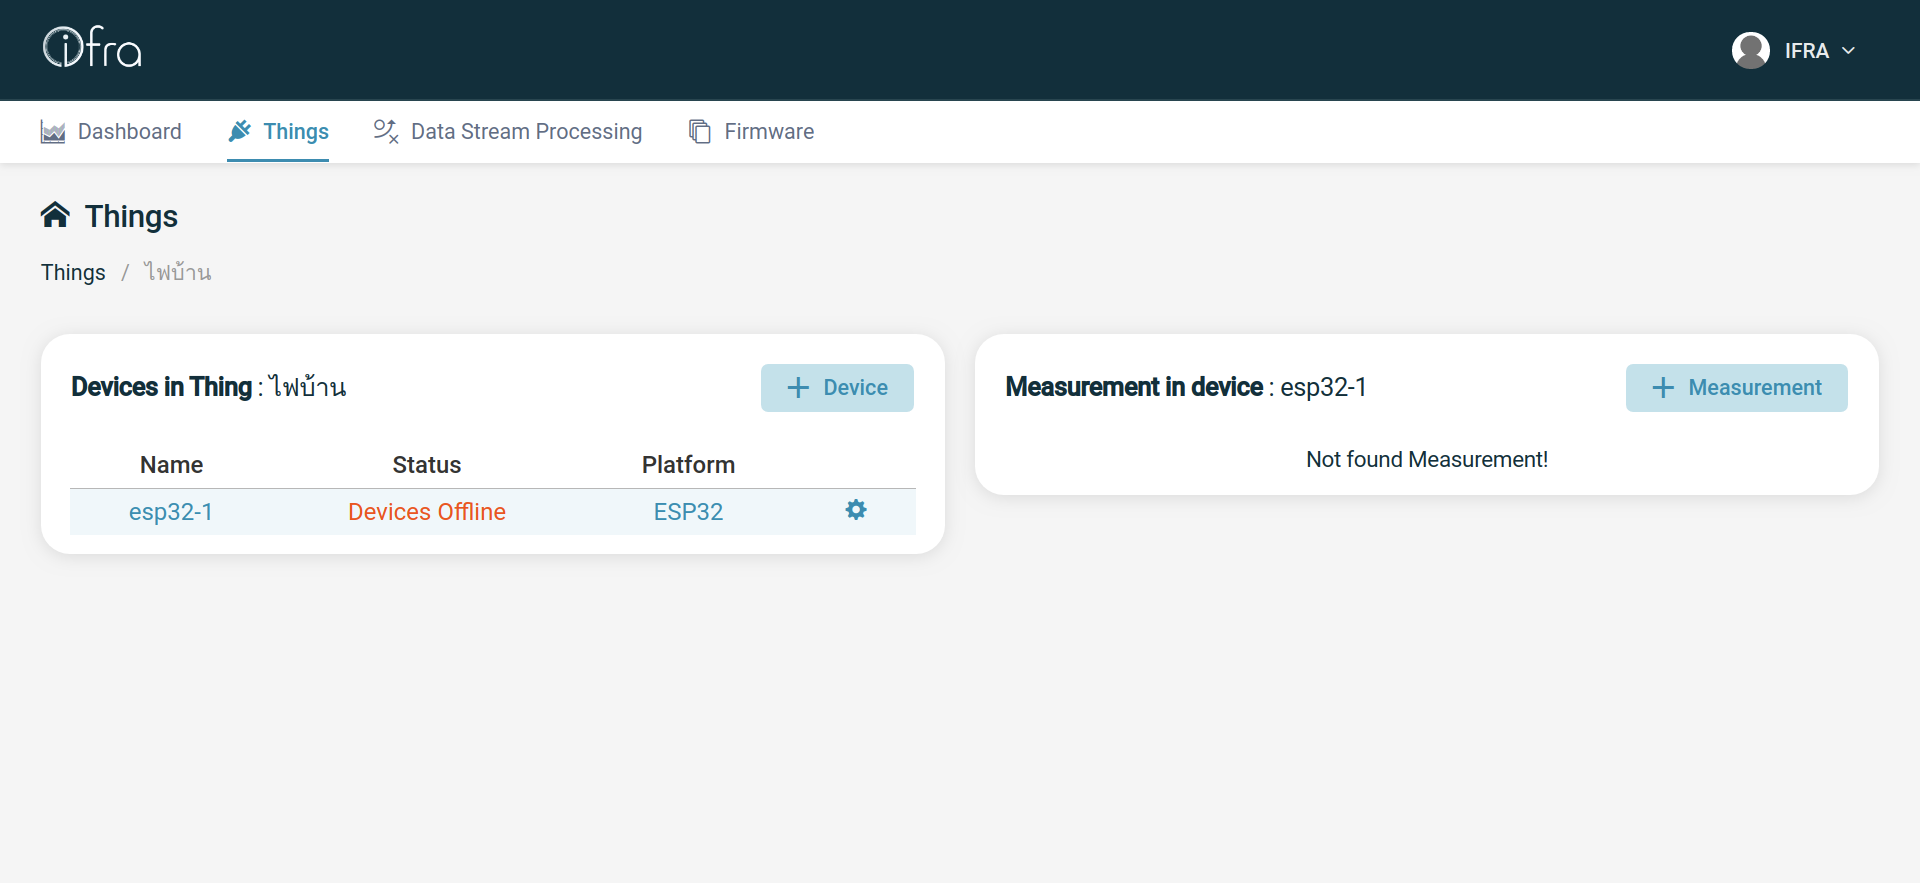 ifra
IFRA
Dashboard Things Data Stream Processing Firmware
Things
Things / ไฟบ้าน
Devices in Thing : ไฟบ้าน
+ Device
Name Status Platform
esp32-1 Devices Offline ESP32
Measurement in device : esp32-1
+ Measurement
Not found Measurement!